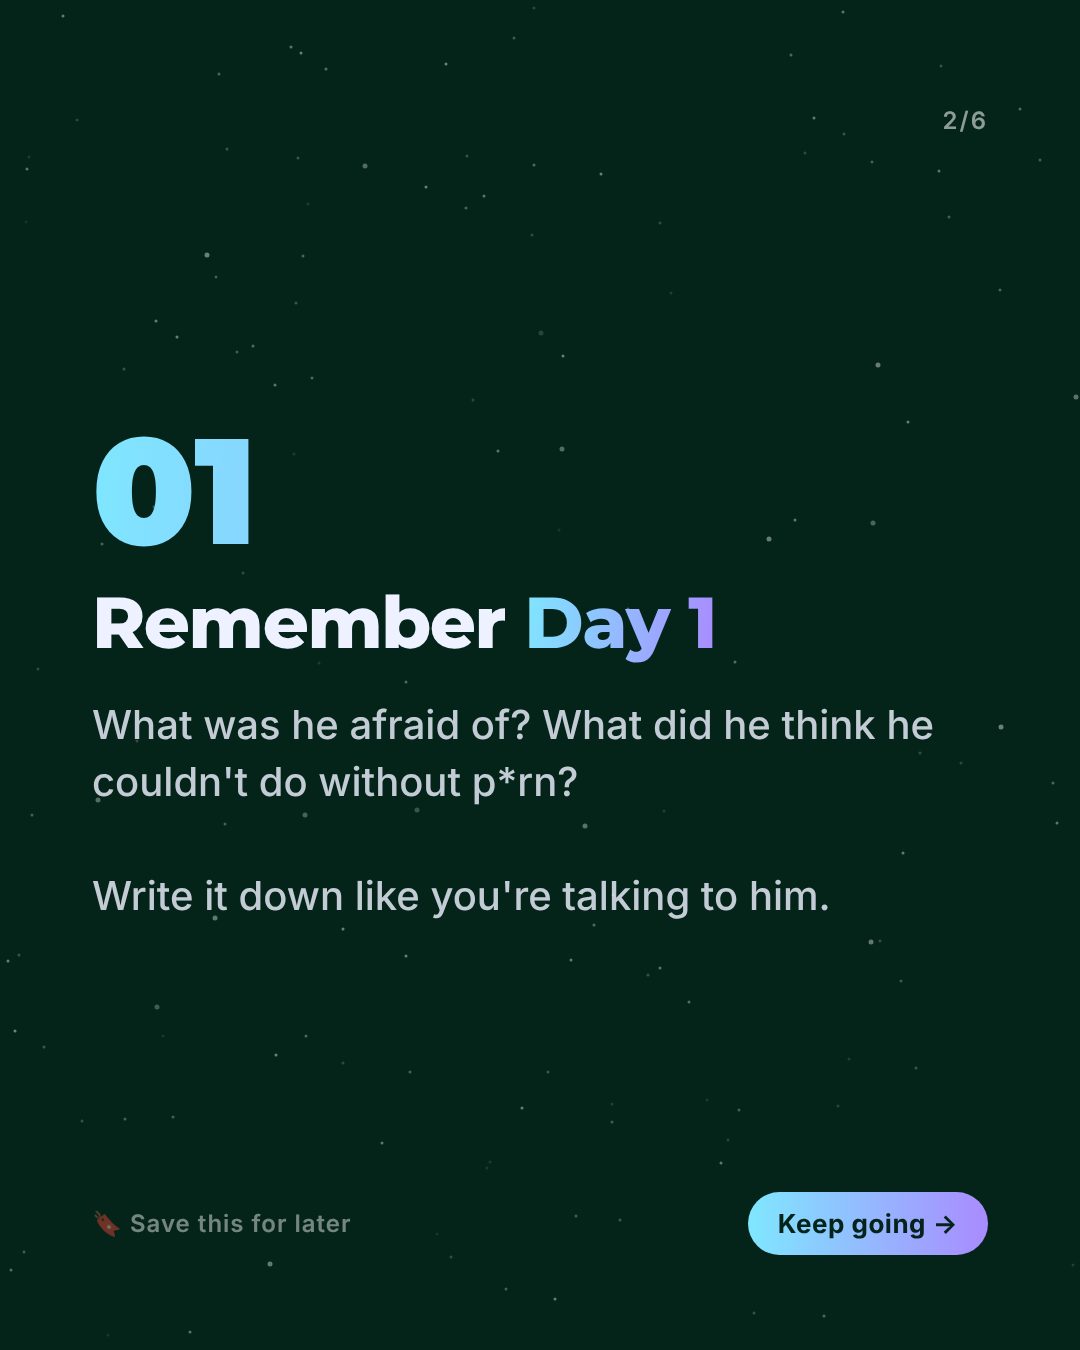 2/6
01
Remember Day 1
What was he afraid of? What did he think he
couldn't do without p*rn?
Write it down like you're talking to him.
🔖 Save this for later
Keep going →